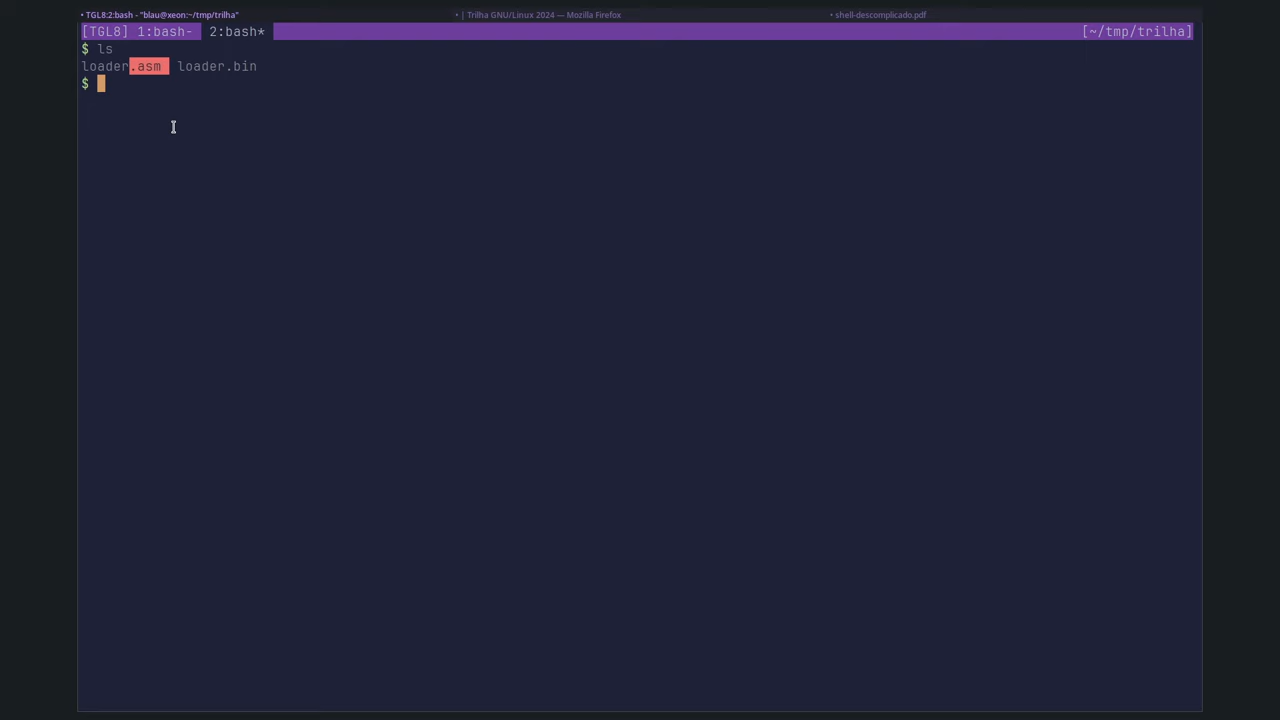 • TGL8:2:bash - "blau@xeon:~/tmp/trilha"
• | Trilha GNU/Linux 2024 — Mozilla Firefox
• shell-descomplicado.pdf
[TGL8] 1:bash- 2:bash* [~/tmp/trilha]
$ ls
loader.asm loader.bin
$